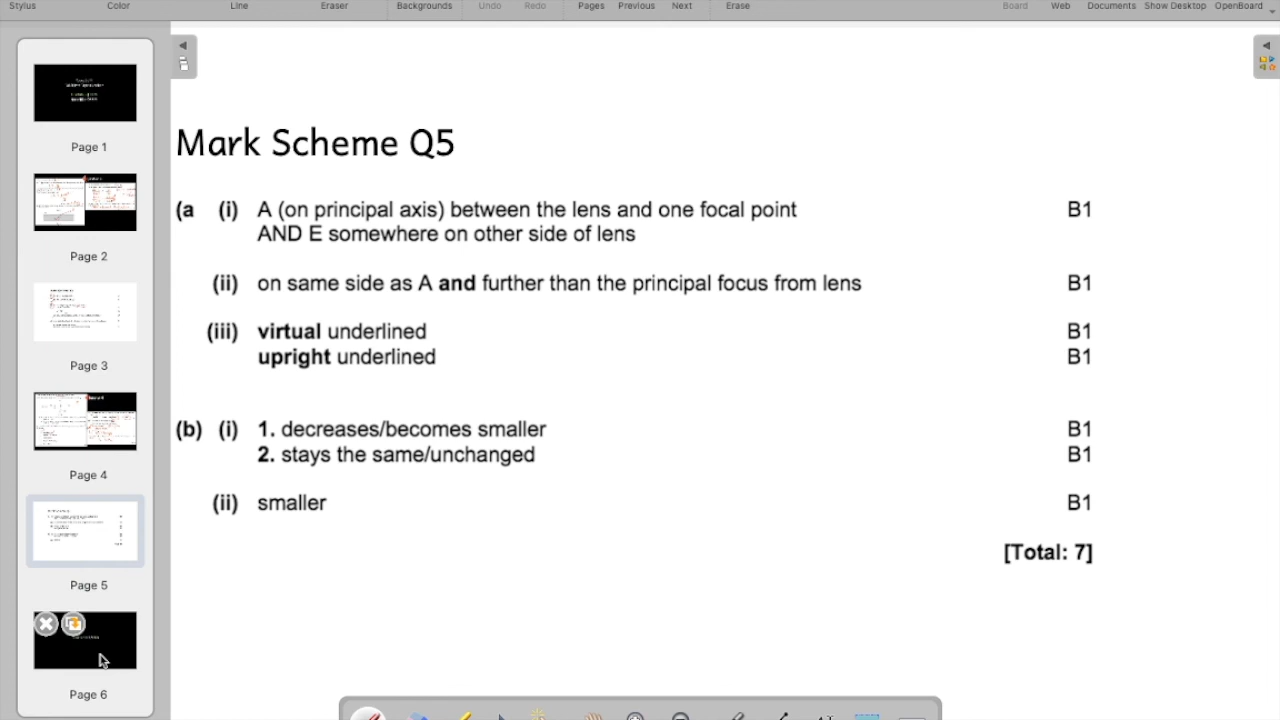 Stylus Color Line Eraser Backgrounds Undo Redo Pages Previous Next Erase Board Web Documents Show Desktop OpenBoard
Page 1
Page 2
Page 3
Page 4
Page 5
Page 6
Mark Scheme Q5
(a (i) A (on principal axis) between the lens and one focal point B1
AND E somewhere on other side of lens
(ii) on same side as A and further than the principal focus from lens B1
(iii) virtual underlined B1
upright underlined B1
(b) (i) 1. decreases/becomes smaller B1
2. stays the same/unchanged B1
(ii) smaller B1
[Total: 7]